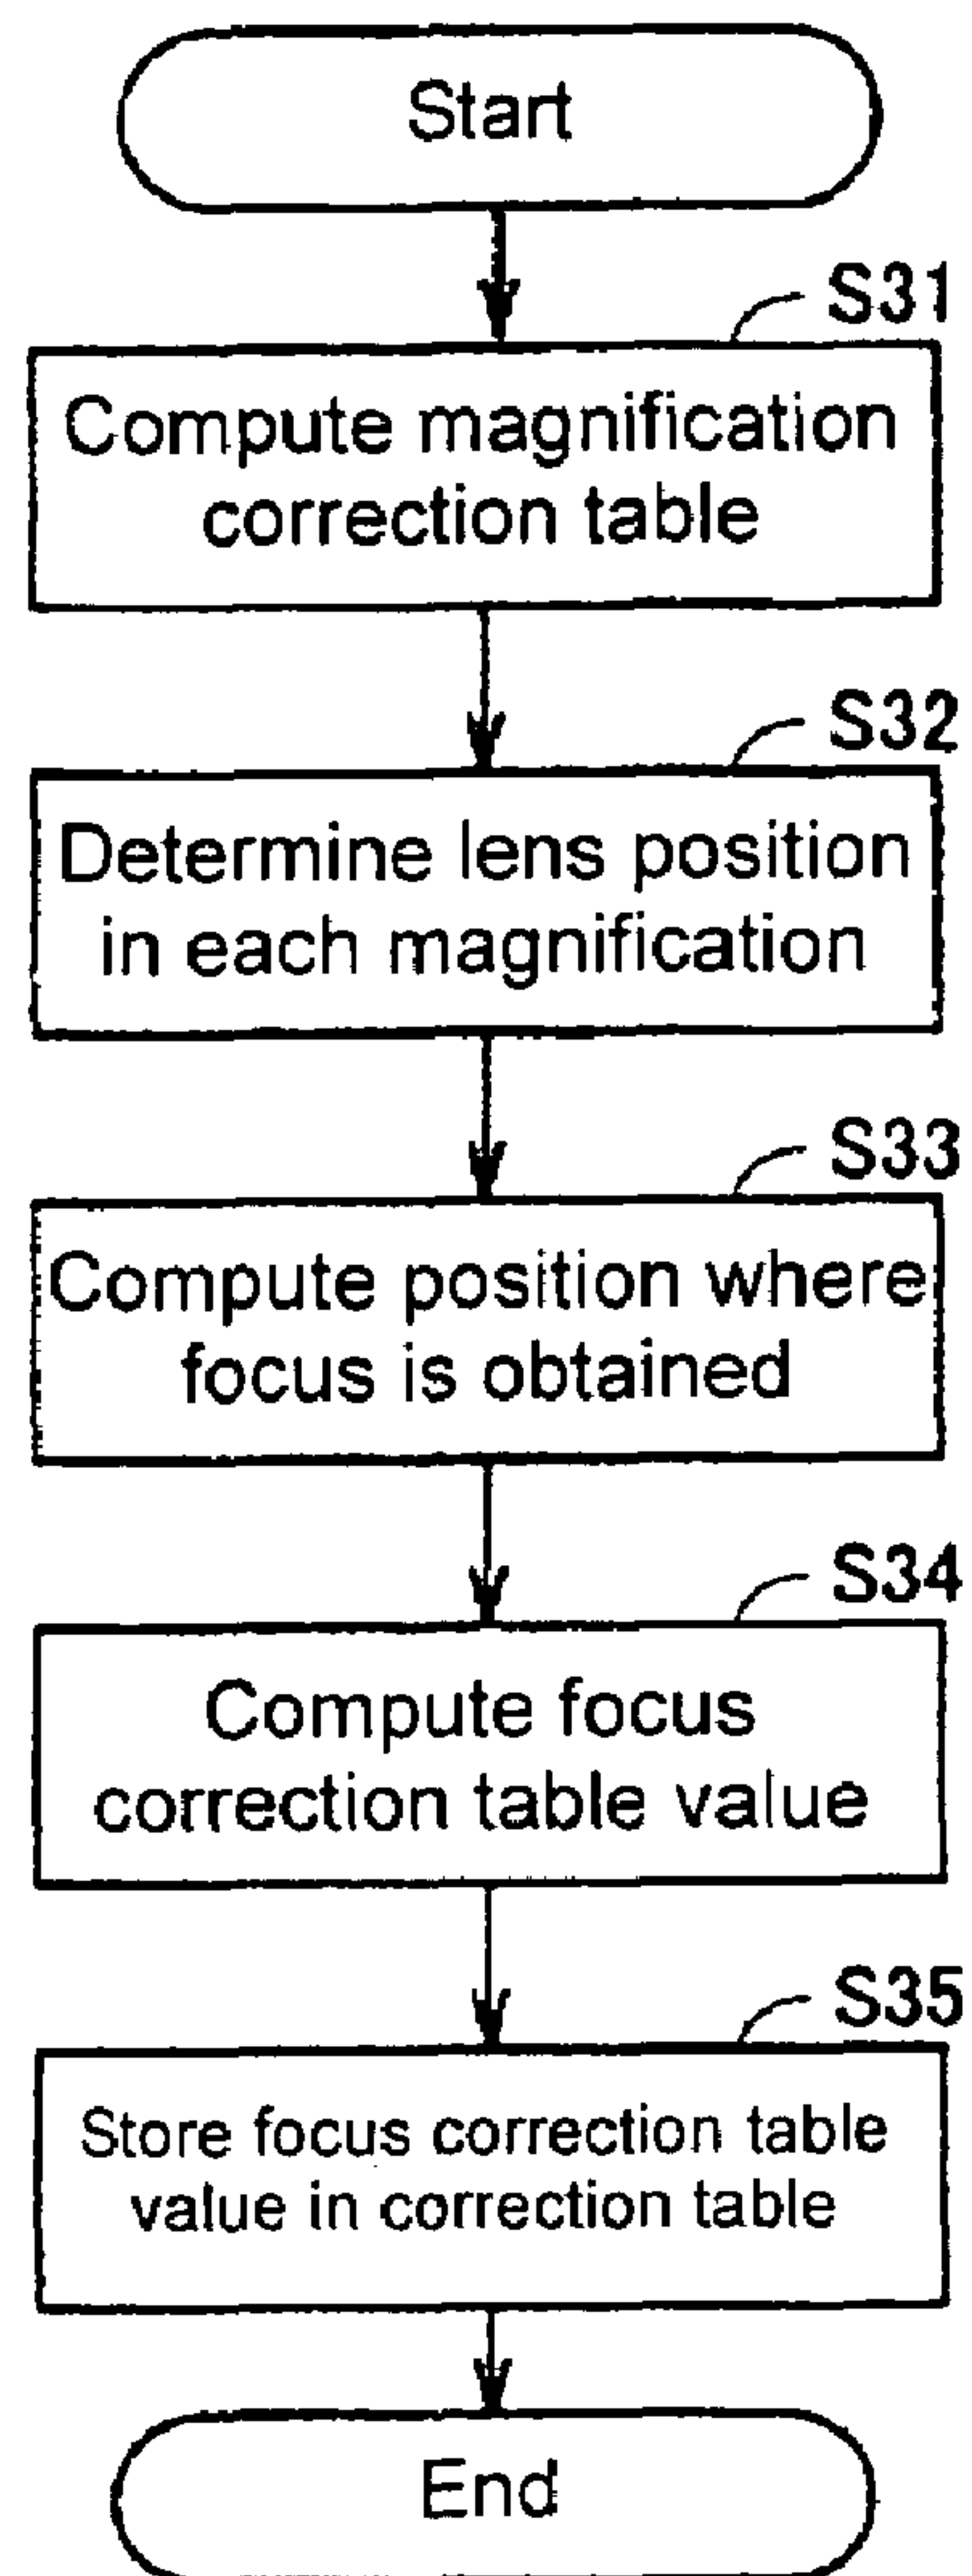 Start
S31
Compute magnification
correction table
S32
Determine lens position
in each magnification
S33
Compute position where
focus is obtained
S34
Compute focus
correction table value
S35
Store focus correction table
value in correction table
End